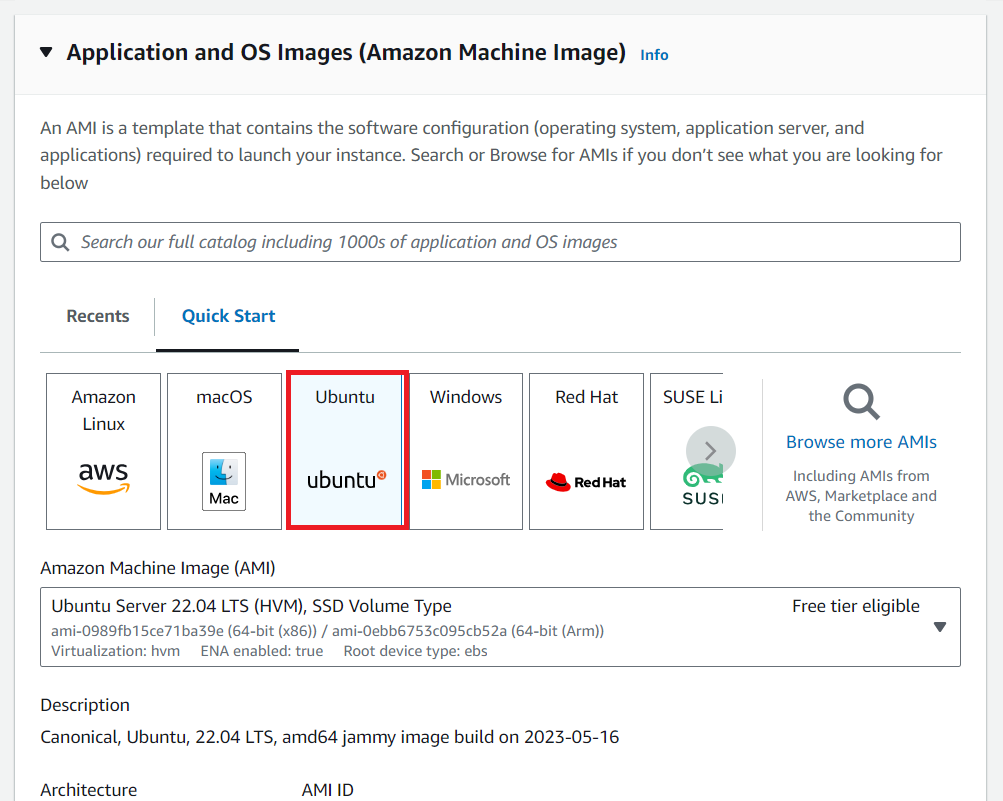 Application and OS Images (Amazon Machine Image) Info
An AMI is a template that contains the software configuration (operating system, application server, and
applications) required to launch your instance. Search or Browse for AMIs if you don’t see what you are looking for
below
Search our full catalog including 1000s of application and OS images
Recents
Quick Start
Amazon
Linux
aws
macOS
Mac
Ubuntu
ubuntu
Windows
Microsoft
Red Hat
Red Hat
SUSE Li
SUS
Browse more AMIs
Including AMIs from
AWS, Marketplace and
the Community
Amazon Machine Image (AMI)
Ubuntu Server 22.04 LTS (HVM), SSD Volume Type
Free tier eligible
ami-0989fb15ce71ba39e (64-bit (x86)) / ami-0ebb6753c095cb52a (64-bit (Arm))
Virtualization: hvm ENA enabled: true Root device type: ebs
Description
Canonical, Ubuntu, 22.04 LTS, amd64 jammy image build on 2023-05-16
Architecture
AMI ID